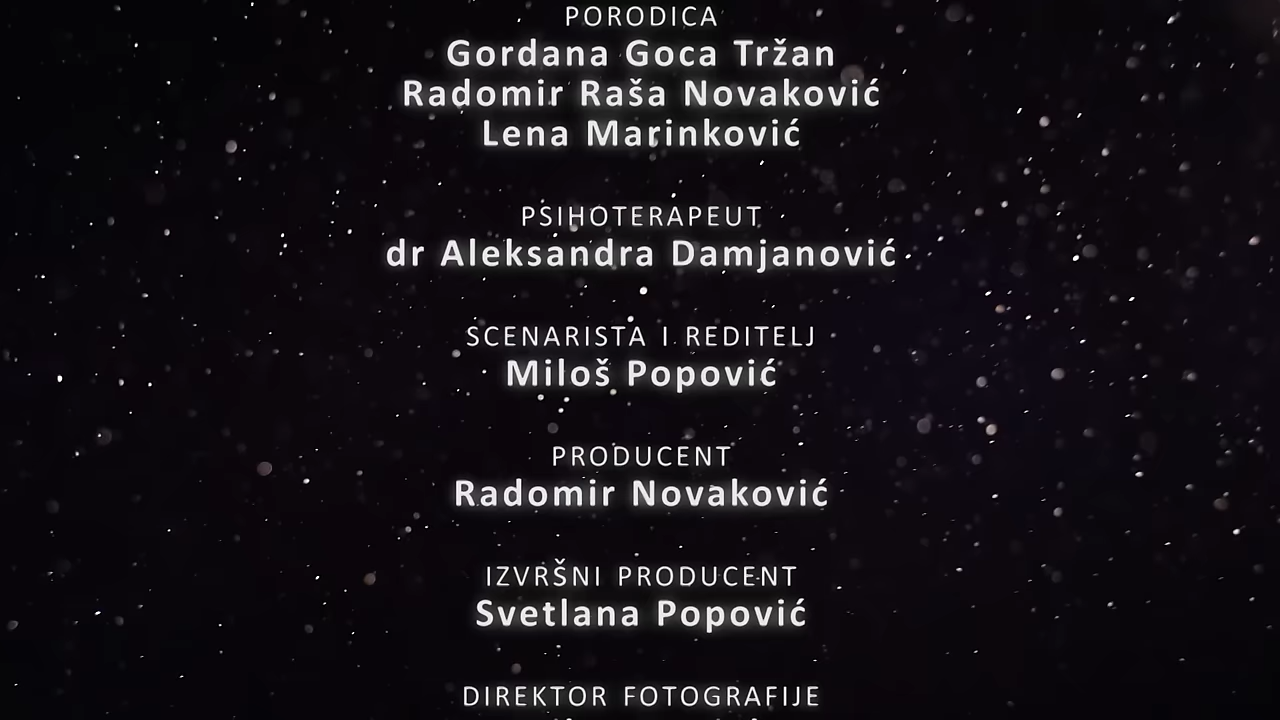 PORODICA
Gordana Goca Tržan
Radomir Raša Novaković
Lena Marinković
PSIHOTERAPEUT
dr Aleksandra Damjanović
SCENARISTA I REDITELJ
Miloš Popović
PRODUCENT
Radomir Novaković
IZVRŠNI PRODUCENT
Svetlana Popović
DIREKTOR FOTOGRAFIJE